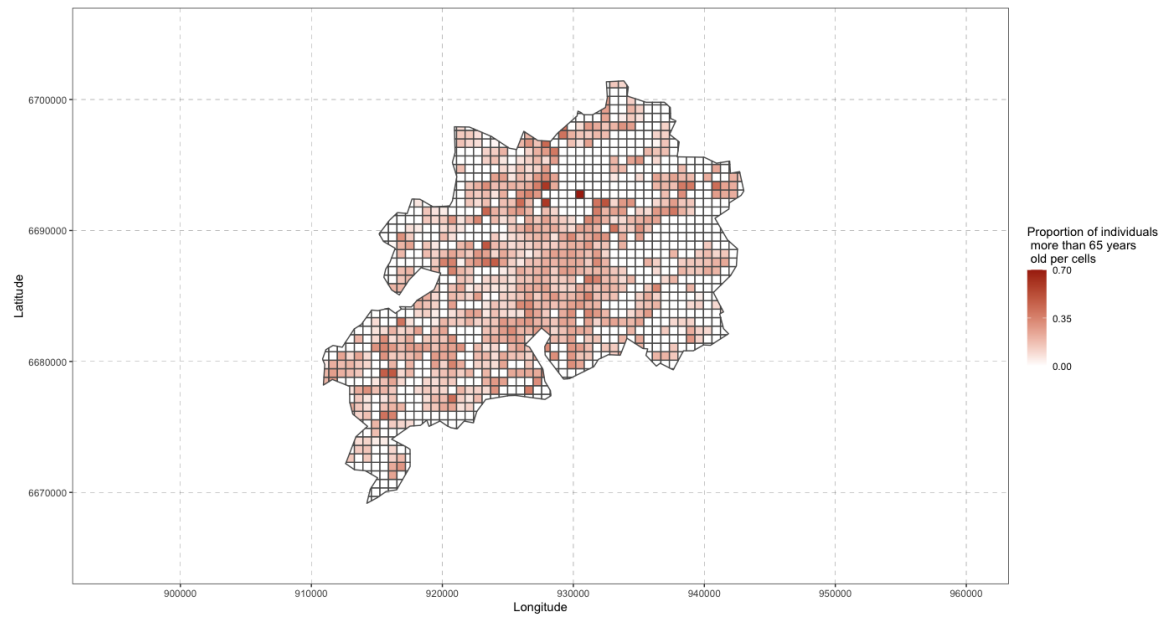 6700000
6690000
6680000
6670000
Latitude
900000 910000 920000 930000 940000 950000 960000
Longitude
Proportion of individuals
more than 65 years
old per cells
0.70
0.35
0.00